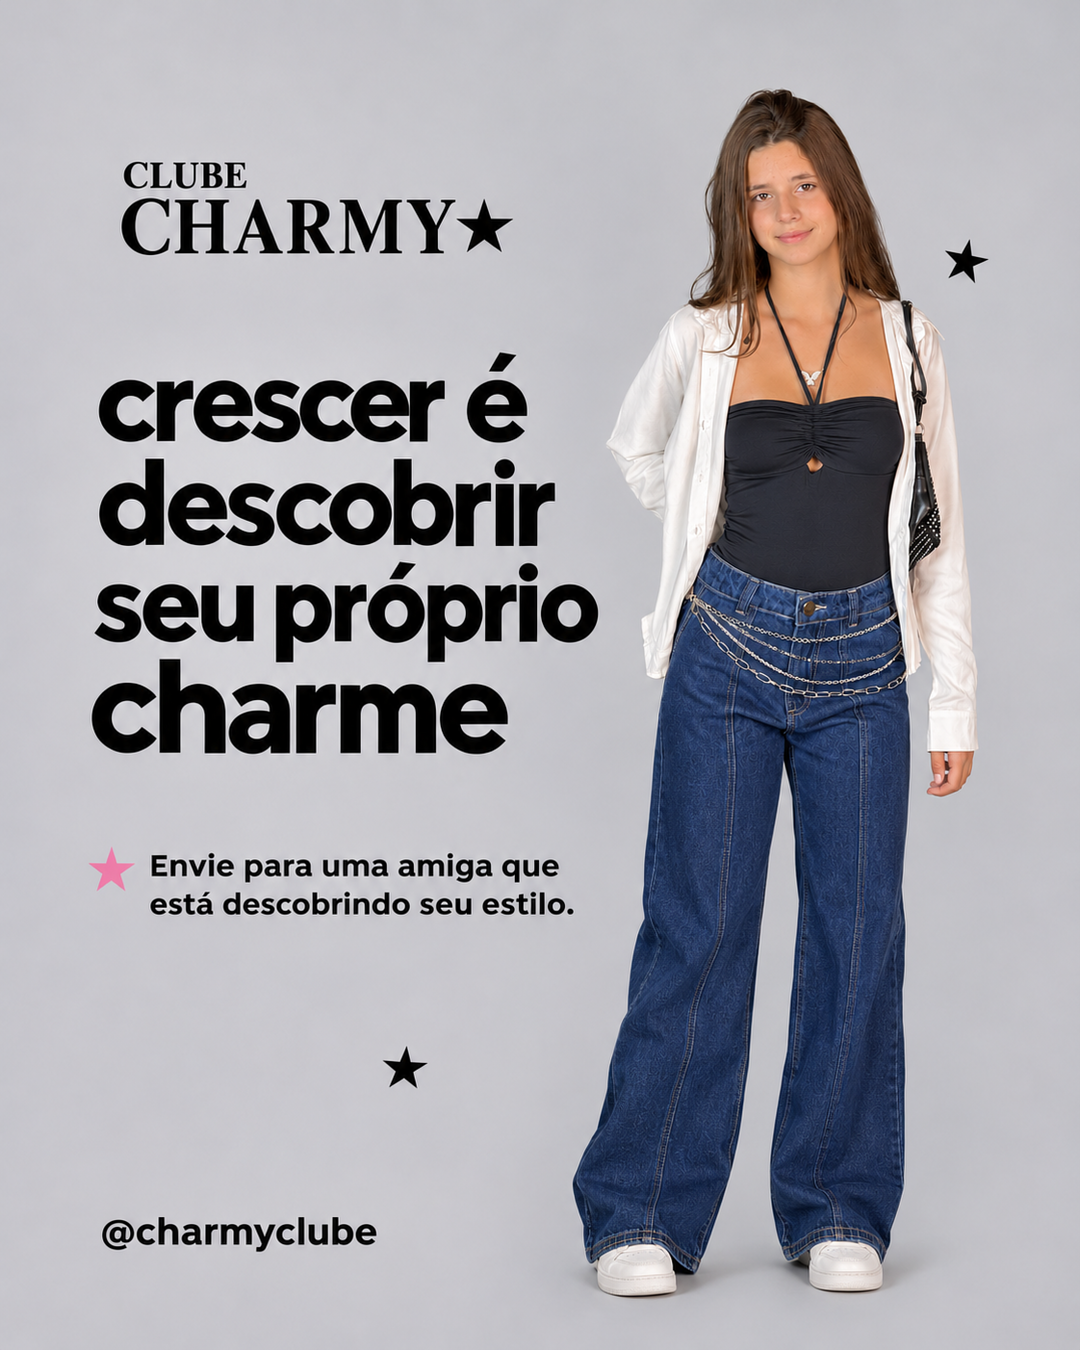 CLUBE
CHARMY★
crescer é
descobrir
seu próprio
charme
Envie para uma amiga que
está descobrindo seu estilo.
@charmyclube